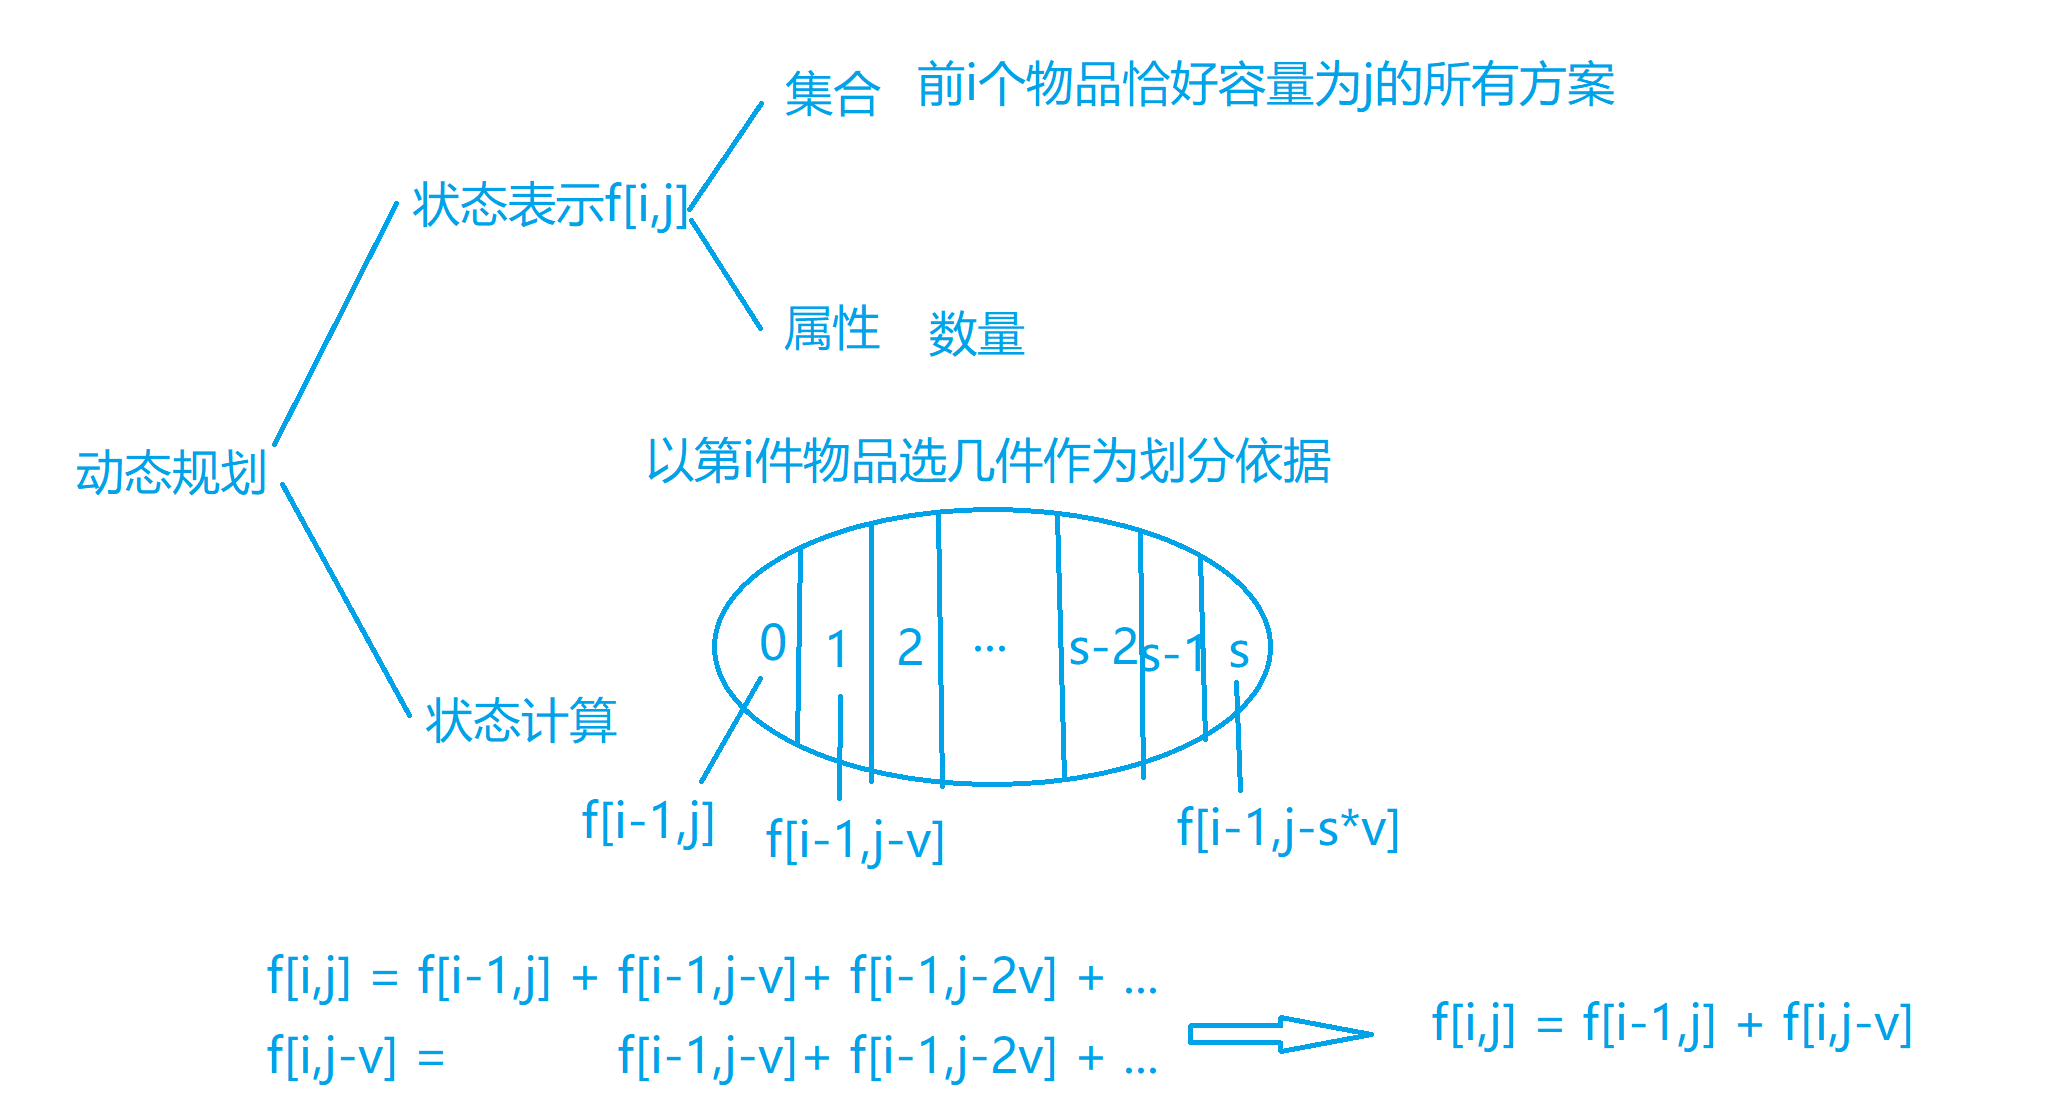 集合 前i个物品恰好容量为j的所有方案
状态表示f[i,j]
属性 数量
动态规划
以第i件物品选几件作为划分依据
0 1 2 ... s-2 s-1 s
状态计算
f[i-1,j] f[i-1,j-v] f[i-1,j-s*v]
f[i,j] = f[i-1,j] + f[i-1,j-v]+ f[i-1,j-2v] + ...
f[i,j-v] = f[i-1,j-v]+ f[i-1,j-2v] + ...
f[i,j] = f[i-1,j] + f[i,j-v]